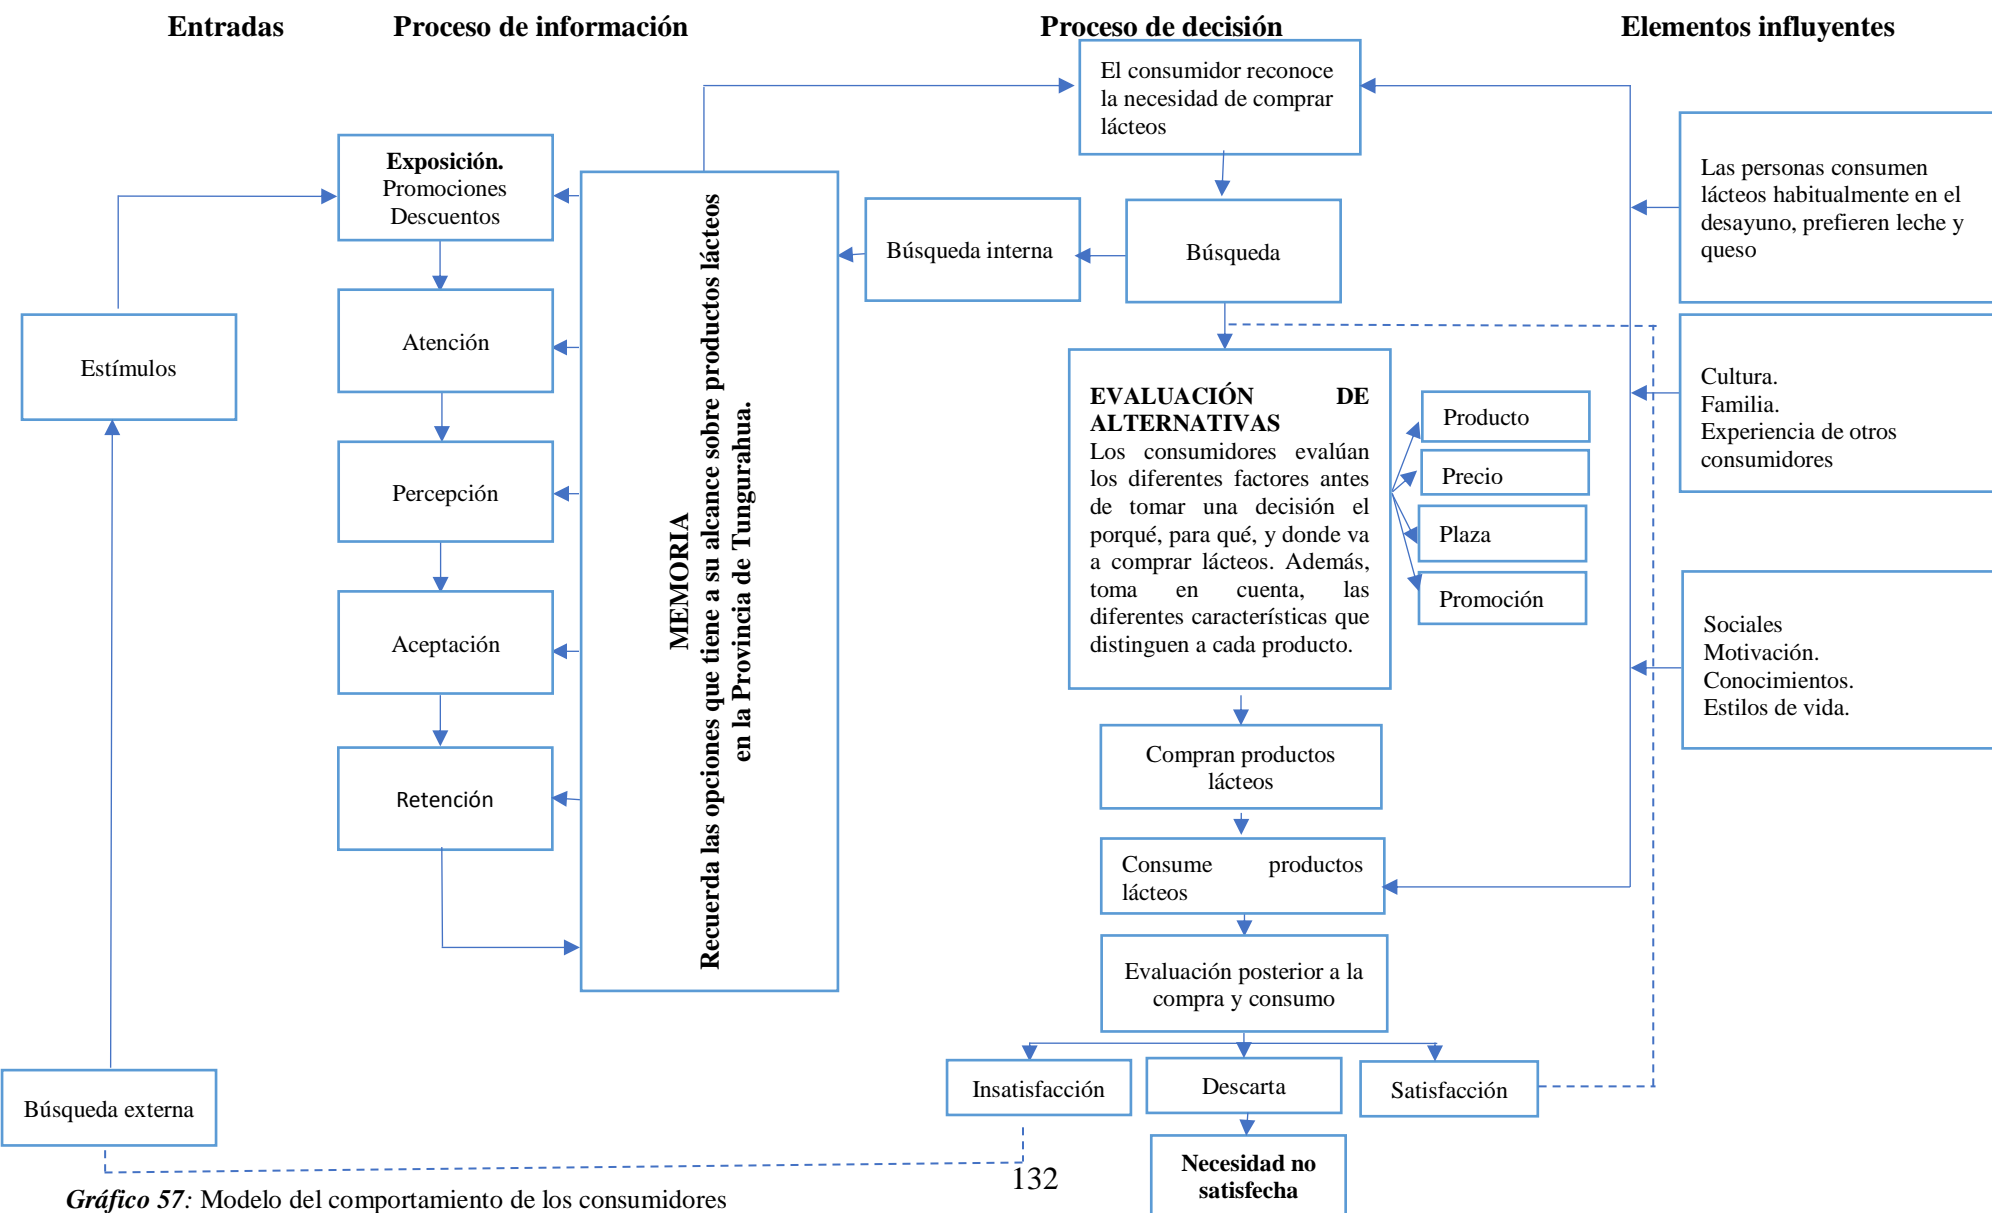 Entradas
Proceso de información
Proceso de decisión
Elementos influyentes
Estímulos
Búsqueda externa
Exposición.
Promociones
Descuentos
Atención
Percepción
Aceptación
Retención
MEMORIA
Recuerda las opciones que tiene a su alcance sobre productos lácteos
en la Provincia de Tungurahua.
El consumidor reconoce
la necesidad de comprar
lácteos
Búsqueda interna
Búsqueda
EVALUACIÓN DE
ALTERNATIVAS
Los consumidores evalúan
los diferentes factores antes
de tomar una decisión el
porqué, para qué, y donde va
a comprar lácteos. Además,
toma en cuenta, las
diferentes características que
distinguen a cada producto.
Producto
Precio
Plaza
Promoción
Compran productos
lácteos
Consume productos
lácteos
Evaluación posterior a la
compra y consumo
Insatisfacción
Descarta
Satisfacción
Necesidad no
satisfecha
Las personas consumen
lácteos habitualmente en el
desayuno, prefieren leche y
queso
Cultura.
Familia.
Experiencia de otros
consumidores
Sociales
Motivación.
Conocimientos.
Estilos de vida.
132
Gráfico 57: Modelo del comportamiento de los consumidores